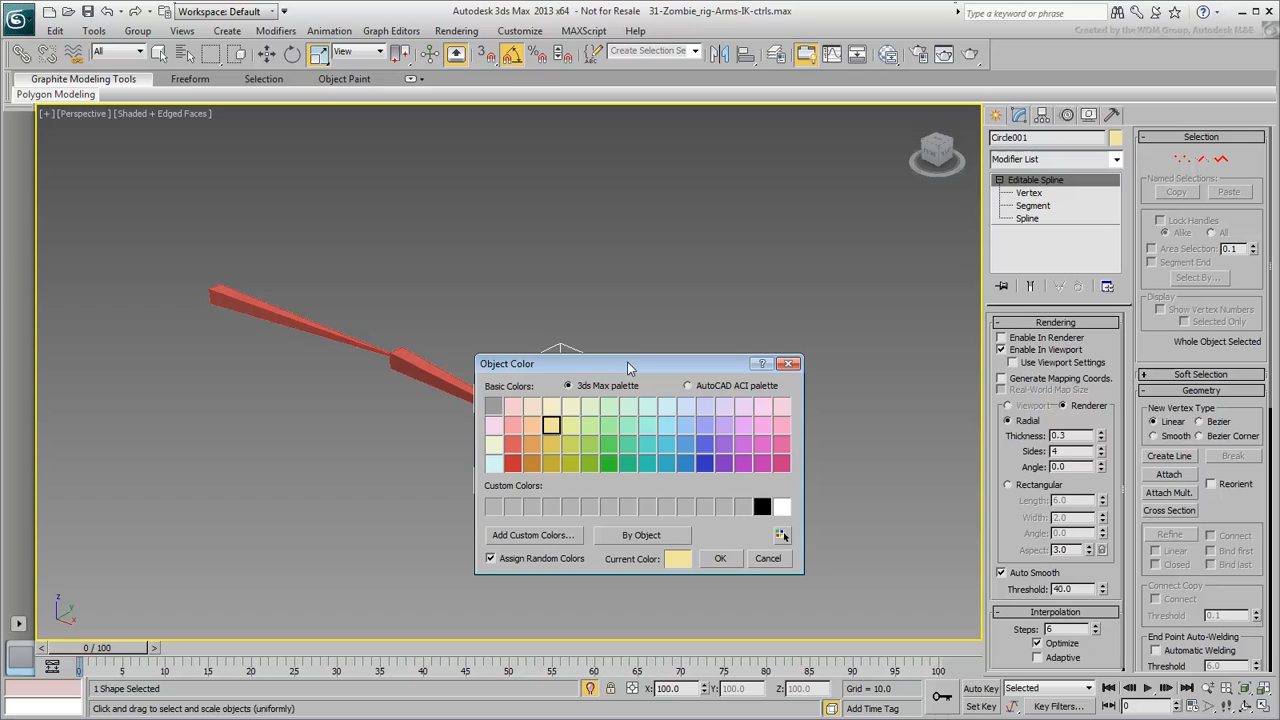 Workspace: Default
Autodesk 3ds Max 2013 x64 - Not for Resale 31-Zombie_rig-Arms-IK-ctrls.max
Type a keyword or phrase
Edit Tools Group Views Create Modifiers Animation Graph Editors Rendering Customize MAXScript Help
Created by the WDM Group, Autodesk M&E
All View Create Selection Se
Graphite Modeling Tools Freeform Selection Object Paint
Polygon Modeling
[ + ] [Perspective ] [Shaded + Edged Faces ]
Circle001
Modifier List
Editable Spline
Vertex
Segment
Spline
Rendering
Enable In Renderer
Enable In Viewport
Use Viewport Settings
Generate Mapping Coords.
Real-World Map Size
Viewport Renderer
Radial
Thickness: 0.3
Sides: 4
Angle: 0.0
Rectangular
Length: 6.0
Width: 2.0
Angle: 0.0
Aspect: 3.0
Auto Smooth
Threshold: 40.0
Interpolation
Steps: 6
Optimize
Adaptive
Selection
Named Selections:
Copy Paste
Lock Handles
Alike All
Area Selection: 0.1
Segment End
Select By...
Display
Show Vertex Numbers
Selected Only
Whole Object Selected
Soft Selection
Geometry
New Vertex Type
Linear Bezier
Smooth Bezier Corner
Create Line Break
Attach
Attach Mult. Reorient
Cross Section
Refine Connect
Linear Bind first
Closed Bind last
Connect Copy
Connect
Threshold 0.1
End Point Auto-Welding
Automatic Welding
Threshold 6.0
Object Color
Basic Colors: 3ds Max palette AutoCAD ACI palette
Custom Colors:
Add Custom Colors... By Object
Assign Random Colors Current Color: OK Cancel
z
y
x
0 / 100
0 5 10 15 20 25 30 35 40 45 50 55 60 65 70 75 80 85 90 95 100
1 Shape Selected X: 100.0 Y: 100.0 Z: 100.0 Grid = 10.0 Auto Key Selected
Click and drag to select and scale objects (uniformly) Add Time Tag Set Key Key Filters... 0